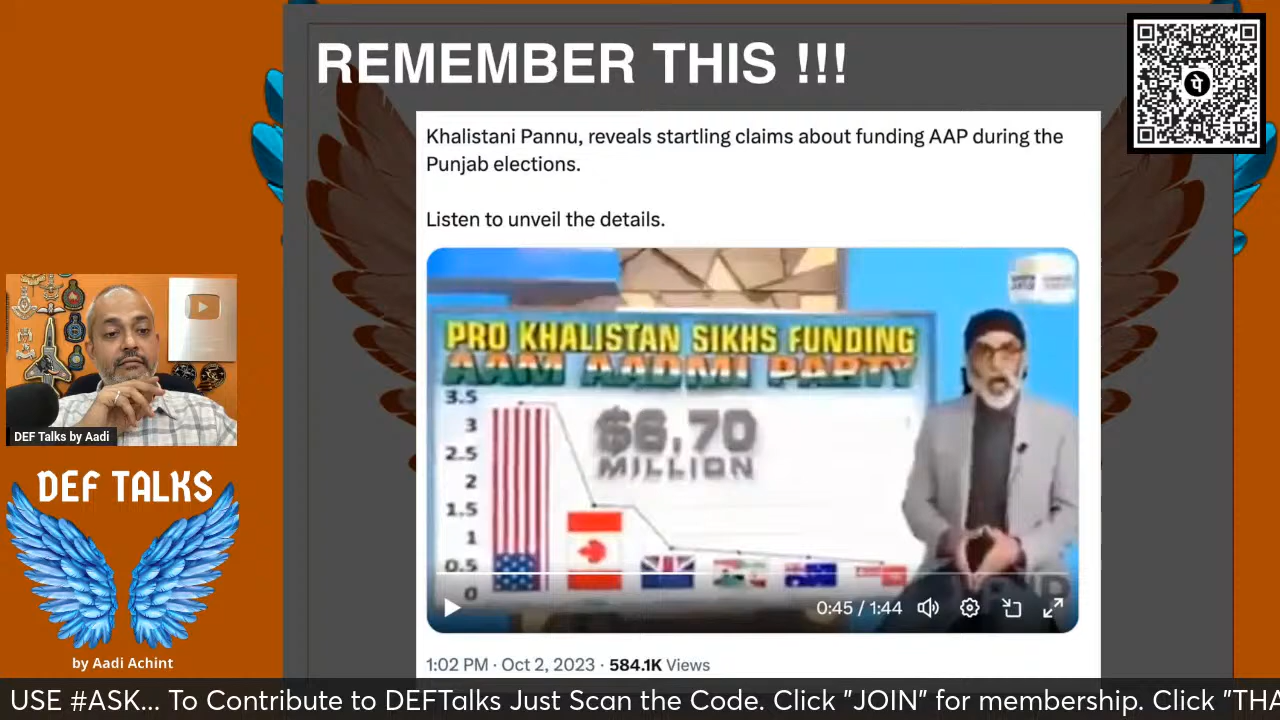 REMEMBER THIS !!!
पे
Khalistani Pannu, reveals startling claims about funding AAP during the
Punjab elections.
Listen to unveil the details.
PRO KHALISTAN SIKHS FUNDING
AAM AADMI PARTY
$6,70
MILLION
3.5
3
2.5
2
1.5
1
0.5
0
0:45 / 1:44
1:02 PM · Oct 2, 2023 · 584.1K Views
DEF Talks by Aadi
DEF TALKS
by Aadi Achint
USE #ASK... To Contribute to DEFTalks Just Scan the Code. Click "JOIN" for membership. Click "THA